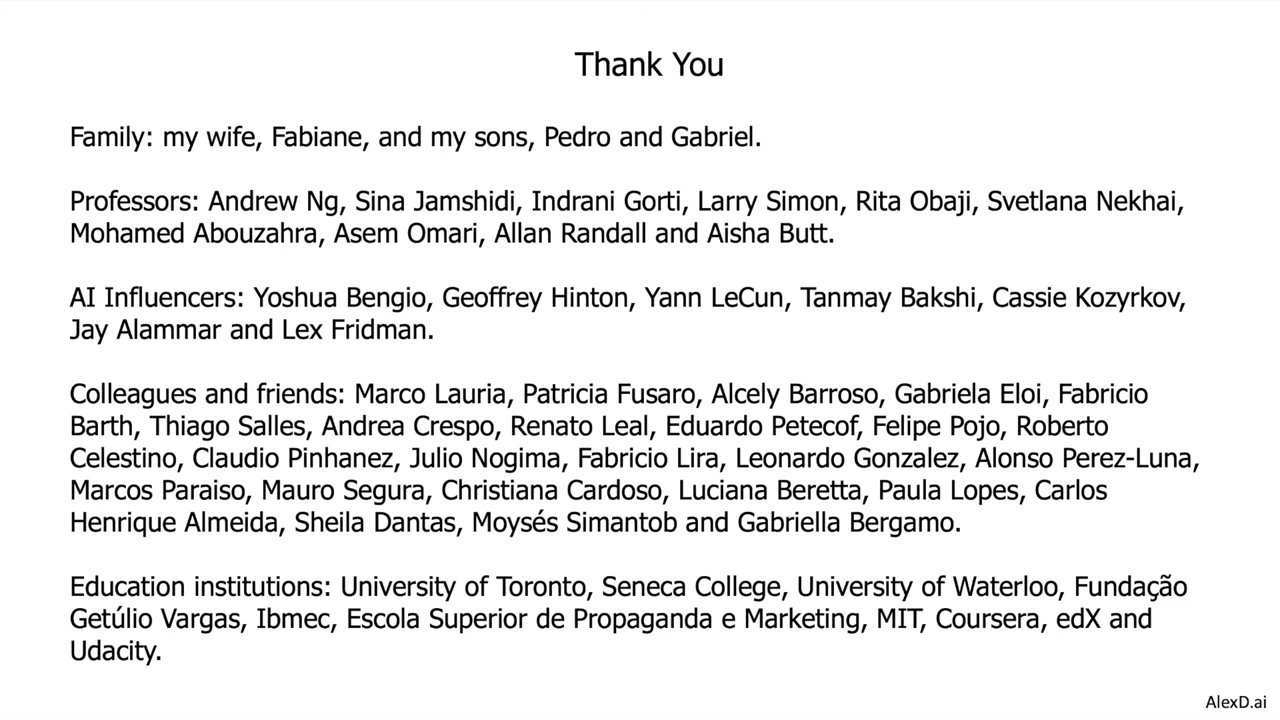 Thank You
Family: my wife, Fabiane, and my sons, Pedro and Gabriel.
Professors: Andrew Ng, Sina Jamshidi, Indrani Gorti, Larry Simon, Rita Obaji, Svetlana Nekhai,
Mohamed Abouzahra, Asem Omari, Allan Randall and Aisha Butt.
AI Influencers: Yoshua Bengio, Geoffrey Hinton, Yann LeCun, Tanmay Bakshi, Cassie Kozyrkov,
Jay Alammar and Lex Fridman.
Colleagues and friends: Marco Lauria, Patricia Fusaro, Alcely Barroso, Gabriela Eloi, Fabricio
Barth, Thiago Salles, Andrea Crespo, Renato Leal, Eduardo Petecof, Felipe Pojo, Roberto
Celestino, Claudio Pinhanez, Julio Nogima, Fabricio Lira, Leonardo Gonzalez, Alonso Perez-Luna,
Marcos Paraiso, Mauro Segura, Christiana Cardoso, Luciana Beretta, Paula Lopes, Carlos
Henrique Almeida, Sheila Dantas, Moysés Simantob and Gabriella Bergamo.
Education institutions: University of Toronto, Seneca College, University of Waterloo, Fundação
Getúlio Vargas, Ibmec, Escola Superior de Propaganda e Marketing, MIT, Coursera, edX and
Udacity.
AlexD.ai